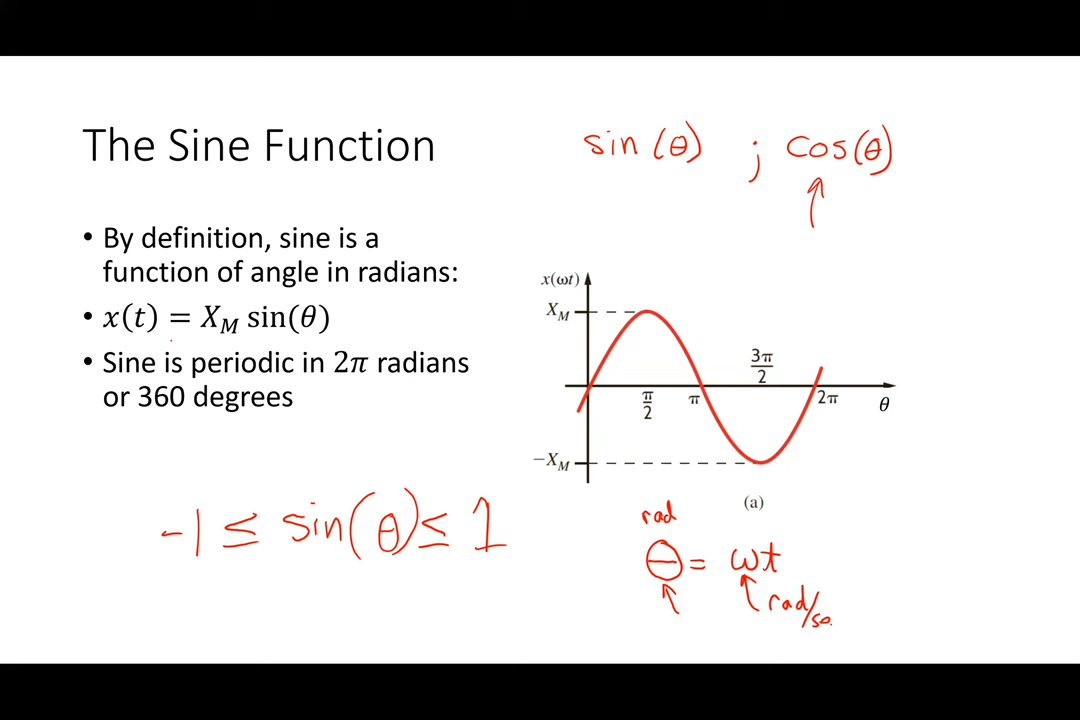 The Sine Function
sin(θ) ; cos(θ)
• By definition, sine is a
function of angle in radians:
• x(t) = X_M sin(θ)
• Sine is periodic in 2π radians
or 360 degrees
x(ωt)
X_M
3π/2
π/2
π
2π
θ
−X_M
(a)
-1 ≤ sin(θ) ≤ 1
rad
θ = ωt
rad/se